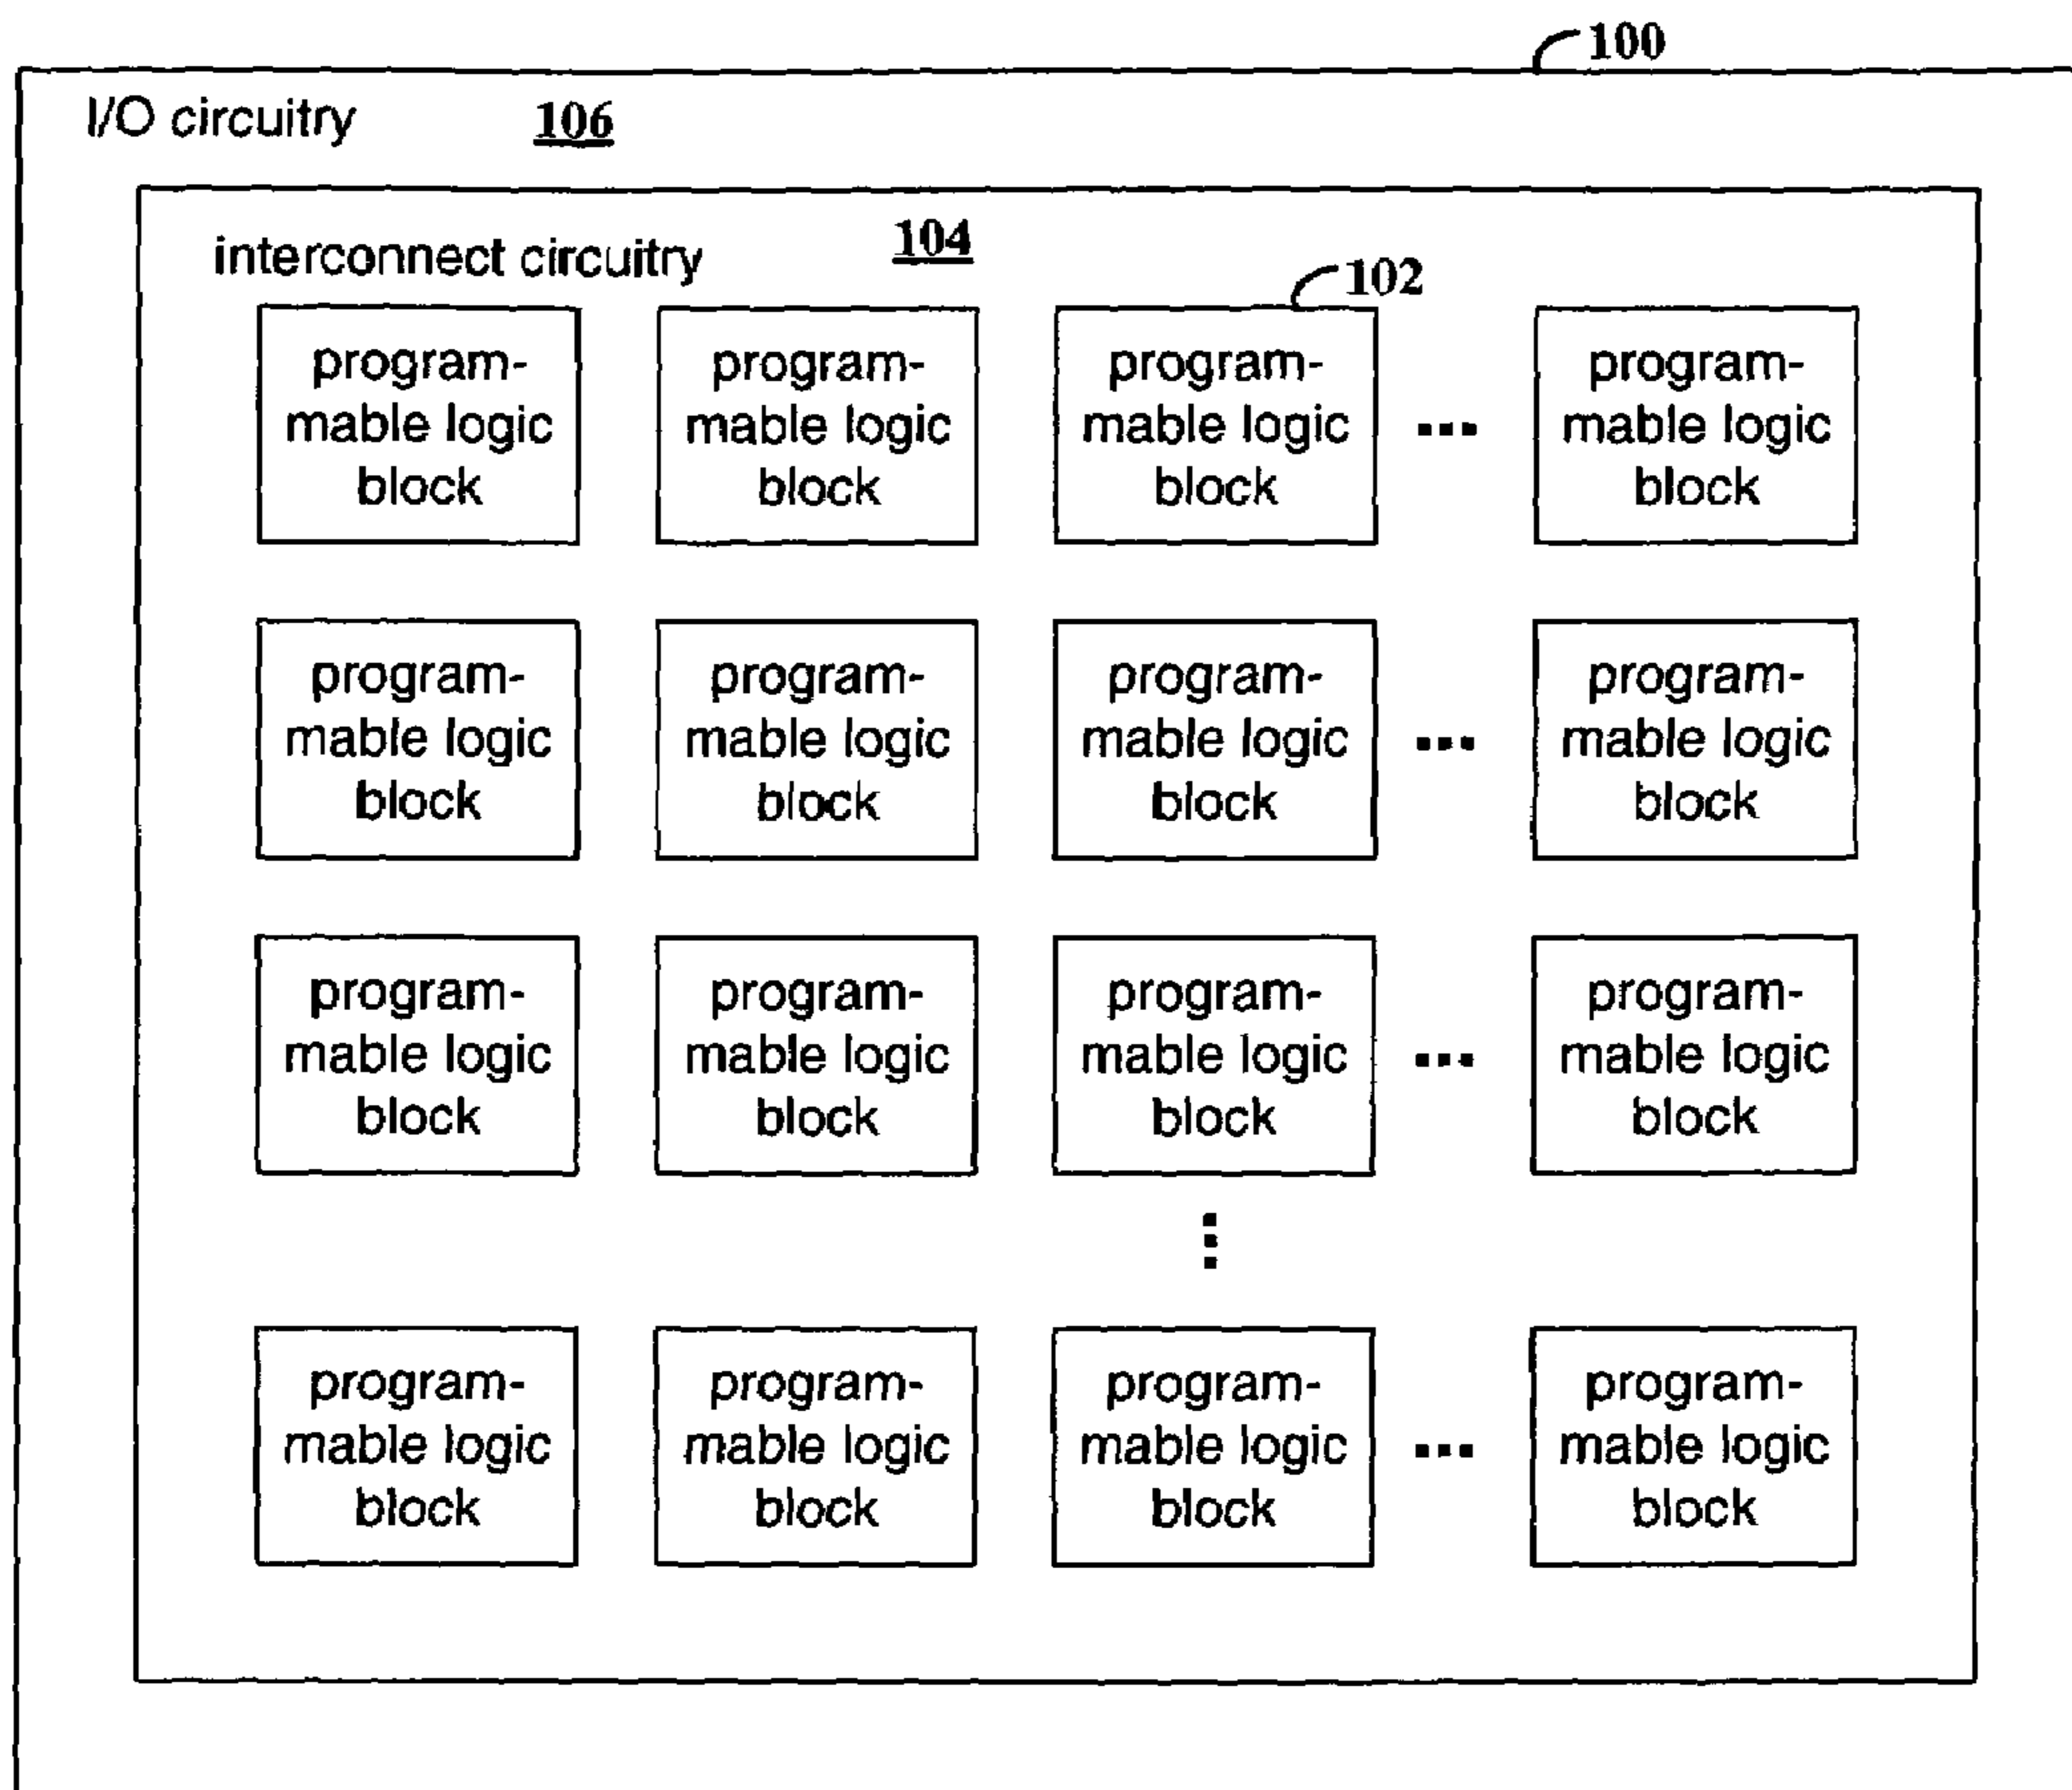 100
I/O circuitry 106
interconnect circuitry 104
102
program- program- program- program-
mable logic mable logic mable logic ... mable logic
block block block block
program- program- program- program-
mable logic mable logic mable logic ... mable logic
block block block block
program- program- program- program-
mable logic mable logic mable logic ... mable logic
block block block block
program- program- program- program-
mable logic mable logic mable logic ... mable logic
block block block block